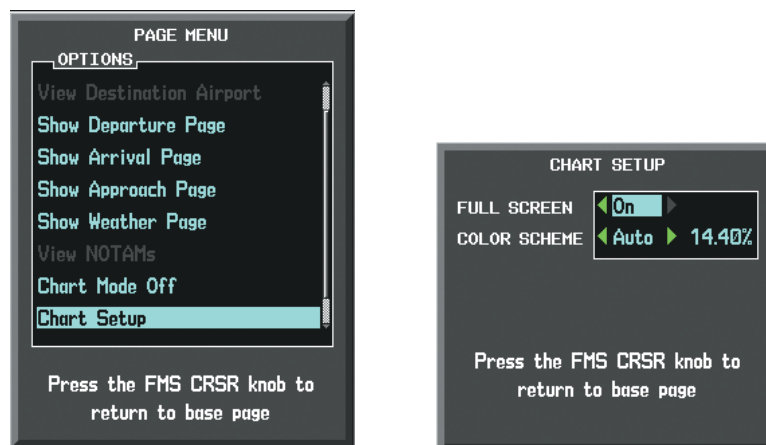 PAGE MENU
OPTIONS
View Destination Airport
Show Departure Page
Show Arrival Page
Show Approach Page
Show Weather Page
View NOTAMs
Chart Mode Off
Chart Setup
Press the FMS CRSR knob to
return to base page
CHART SETUP
FULL SCREEN On
COLOR SCHEME Auto 14.40%
Press the FMS CRSR knob to
return to base page